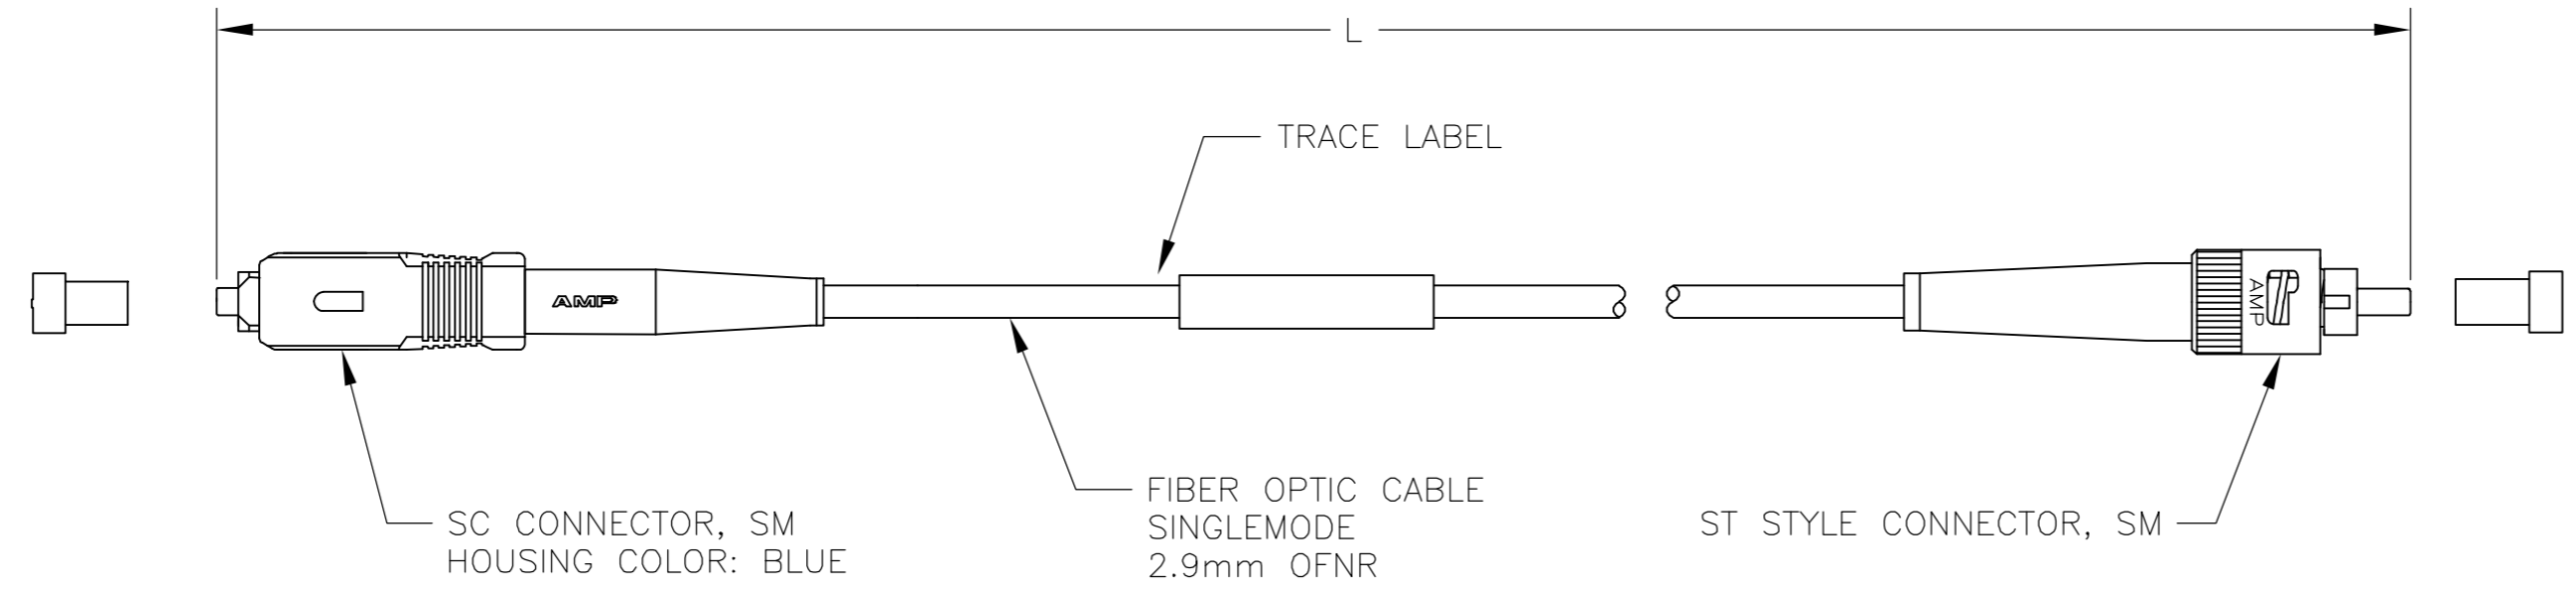 L
TRACE LABEL
AMP
AMP
FIBER OPTIC CABLE
SINGLEMODE
2.9mm OFNR
SC CONNECTOR, SM
HOUSING COLOR: BLUE
ST STYLE CONNECTOR, SM